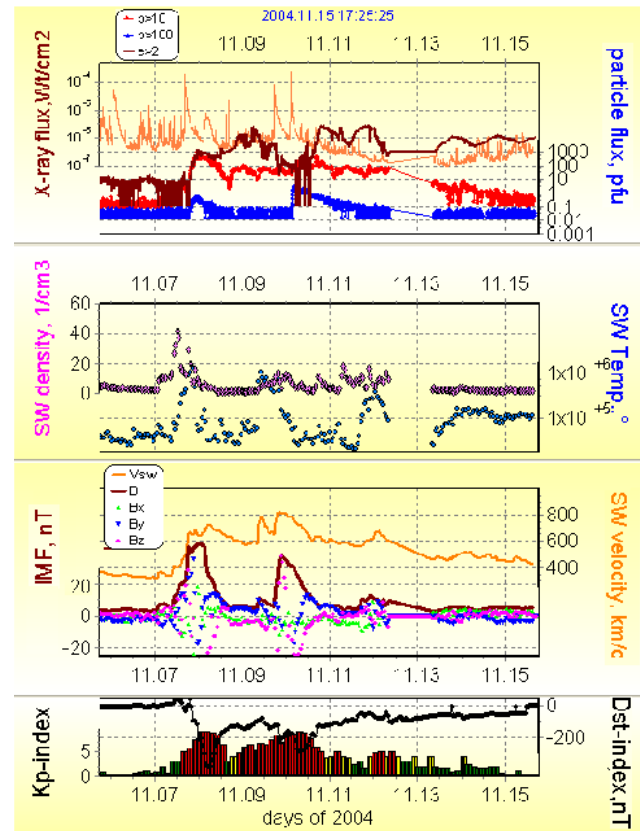 2004.11.15 17:25:25
p>10
p>100
e>2
11.09 11.11 11.13 11.15
X-ray flux,Wt/cm2
10-4
10-5
10-6
10-7
particle flux, pfu
1000
100
10
1
0.1
0.01
0.001
11.07 11.09 11.11 11.13 11.15
SW density, 1/cm3
60
40
20
0
SW Temp. °
1x10 +6
1x10 +5
Vsw
B
Bx
By
Bz
IMF, nT
20
0
-20
SW velocity, km/c
800
600
400
11.07 11.09 11.11 11.13 11.15
Kp-index
5
0
Dst-index,nT
0
-200
11.07 11.09 11.11 11.13 11.15
days of 2004